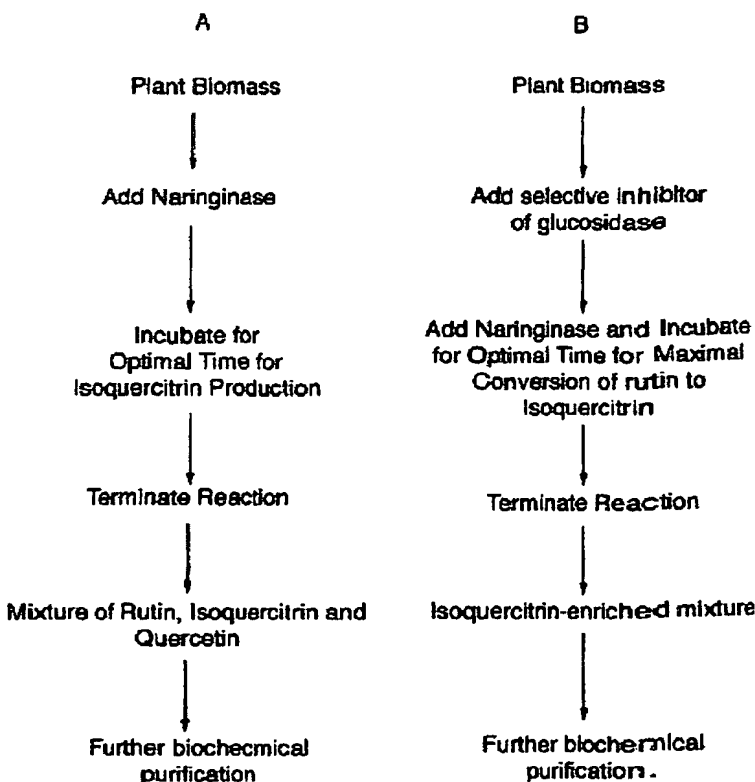 A
Plant Biomass
Add Naringinase
Incubate for
Optimal Time for
Isoquercitrin Production
Terminate Reaction
Mixture of Rutin, Isoquercitrin and
Quercetin
Further biochecmical
purification
B
Plant Biomass
Add selective inhibitor
of glucosidase
Add Naringinase and Incubate
for Optimal Time for Maximal
Conversion of rutin to
Isoquercitrin
Terminate Reaction
Isoquercitrin-enriched mixture
Further biochemical
purification.